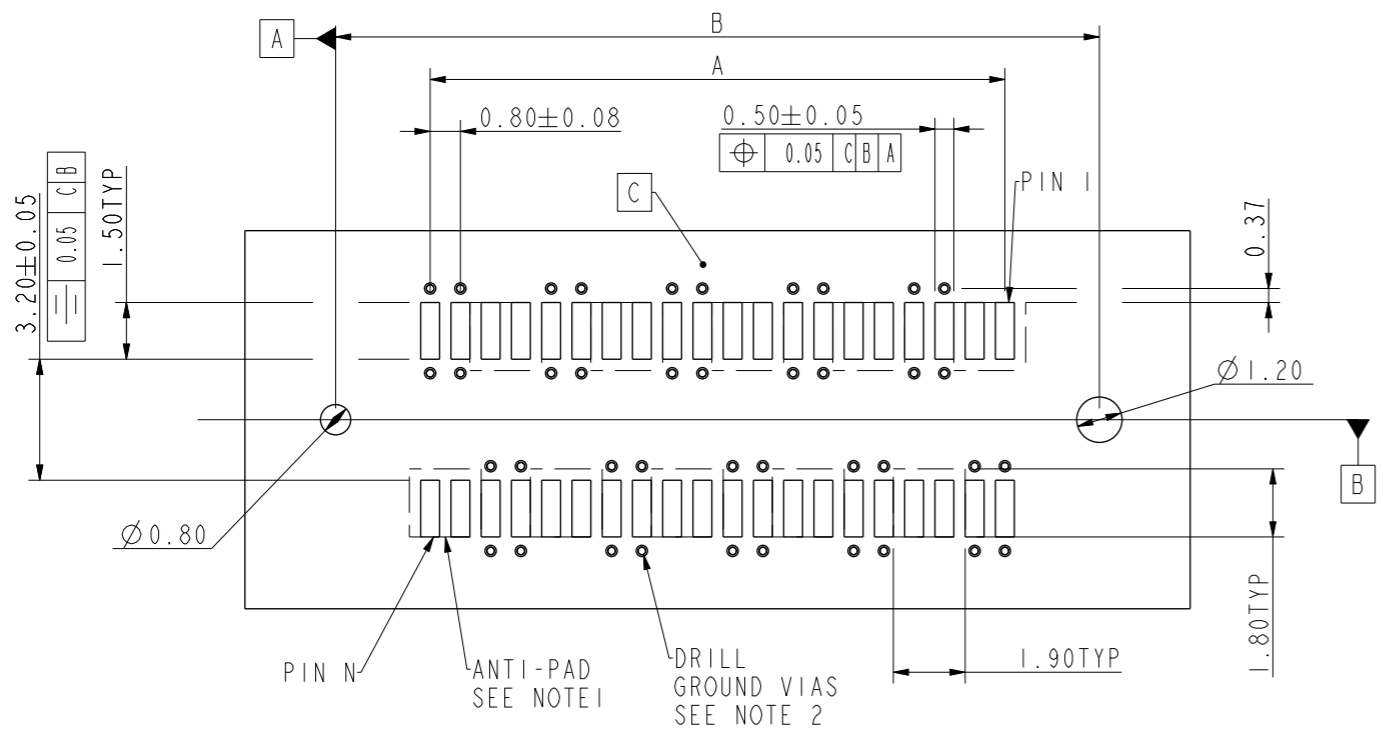 B
A
A
0.80±0.08
0.50±0.05
⌖ 0.05 C B A
PIN 1
C
3.20±0.05
⌯ 0.05 C B
1.50TYP
0.37
Ø1.20
B
Ø0.80
1.80TYP
1.90TYP
PIN N
ANTI-PAD
SEE NOTE1
DRILL
GROUND VIAS
SEE NOTE 2